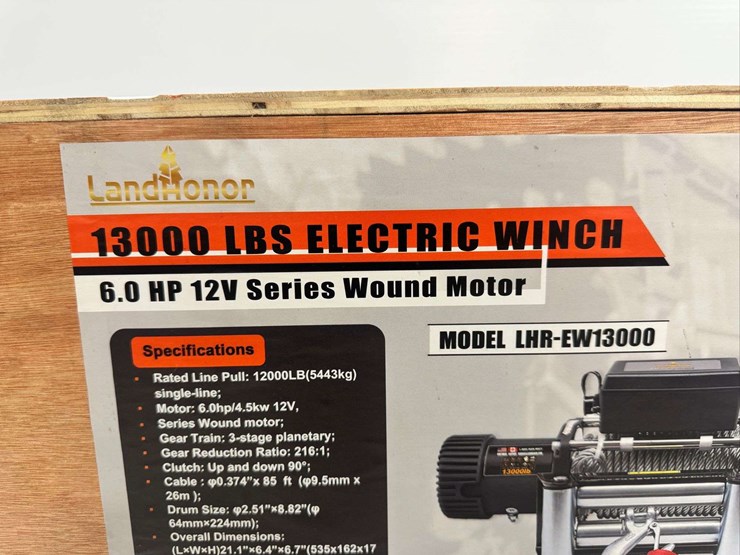 LandHonor
13000 LBS ELECTRIC WINCH
6.0 HP 12V Series Wound Motor
MODEL LHR-EW13000
Specifications
• Rated Line Pull: 12000LB(5443kg)
single-line;
• Motor: 6.0hp/4.5kw 12V,
• Series Wound motor;
• Gear Train: 3-stage planetary;
• Gear Reduction Ratio: 216:1;
• Clutch: Up and down 90°;
• Cable : φ0.374"x 85 ft (φ9.5mm x
26m );
• Drum Size: φ2.51"×8.82"(φ
64mm×224mm);
• Overall Dimensions:
(L×W×H)21.1"×6.4"×6.7"(535x162x17
13000lb